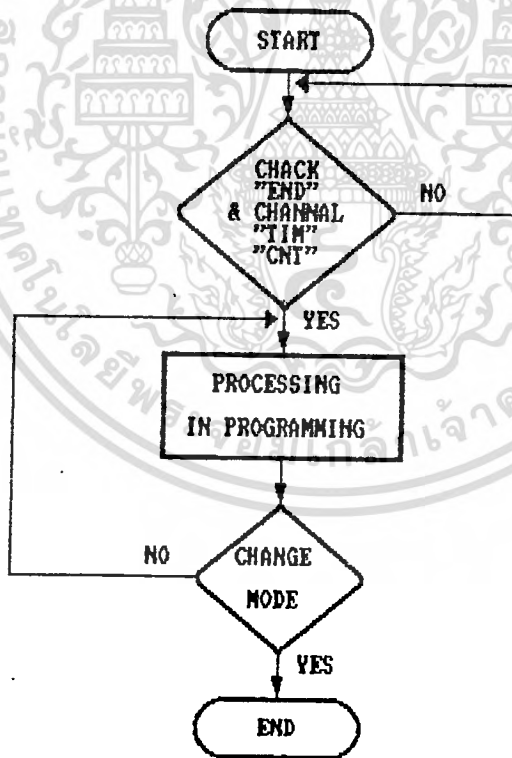 START
CHACK
"END"
& CHANNAL
"TIM"
"CNT"
NO
YES
PROCESSING
IN PROGRAMMING
NO
CHANGE
MODE
YES
END